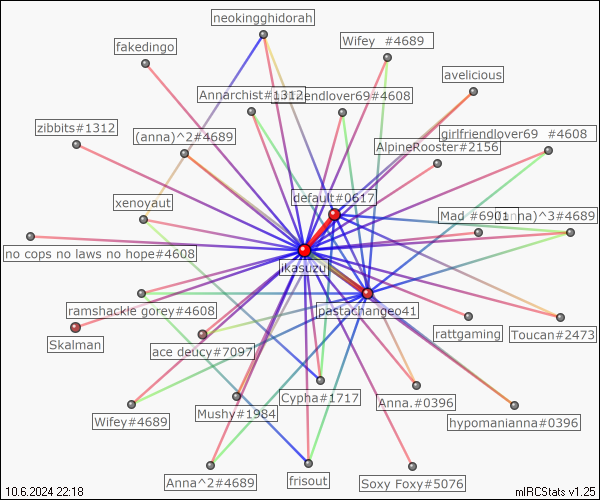 neokingghidorah
Wifey  #4689
fakedingo
avelicious
Annarchist#1312
endlover69#4608
zibbits#1312
(anna)^2#4689
girlfriendlover69  #4608
AlpineRooster#2156
default#0617
xenoyaut
Mad #6901
na)^3#4689
no cops no laws no hope#4608
jikasuzu
ramshackle gorey#4608
pastachangeo41
Skalman
rattgaming
Toucan#2473
ace deucy#7097
Cypha#1717
Anna.#0396
Wifey#4689
Mushy#1984
hypomanianna#0396
Anna^2#4689
frisout
Soxy Foxy#5076
10.6.2024 22:18
mIRCStats v1.25